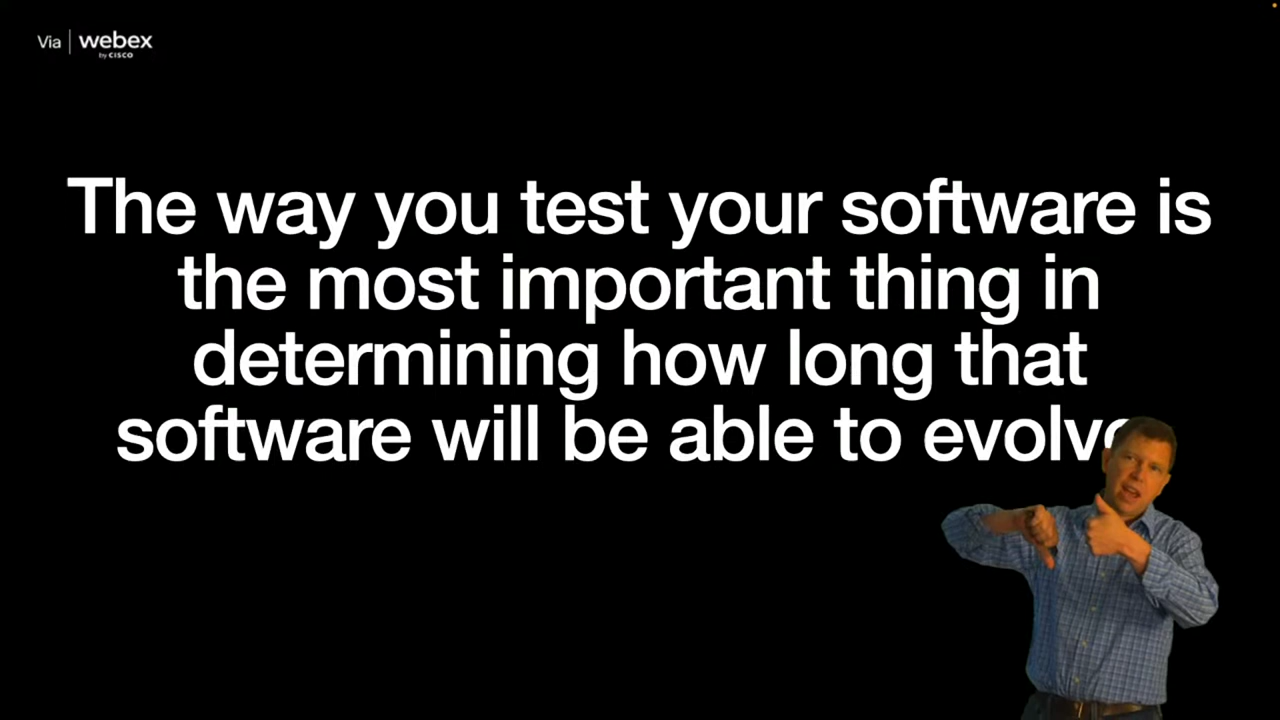 Via | webex
by CISCO
The way you test your software is
the most important thing in
determining how long that
software will be able to evolve